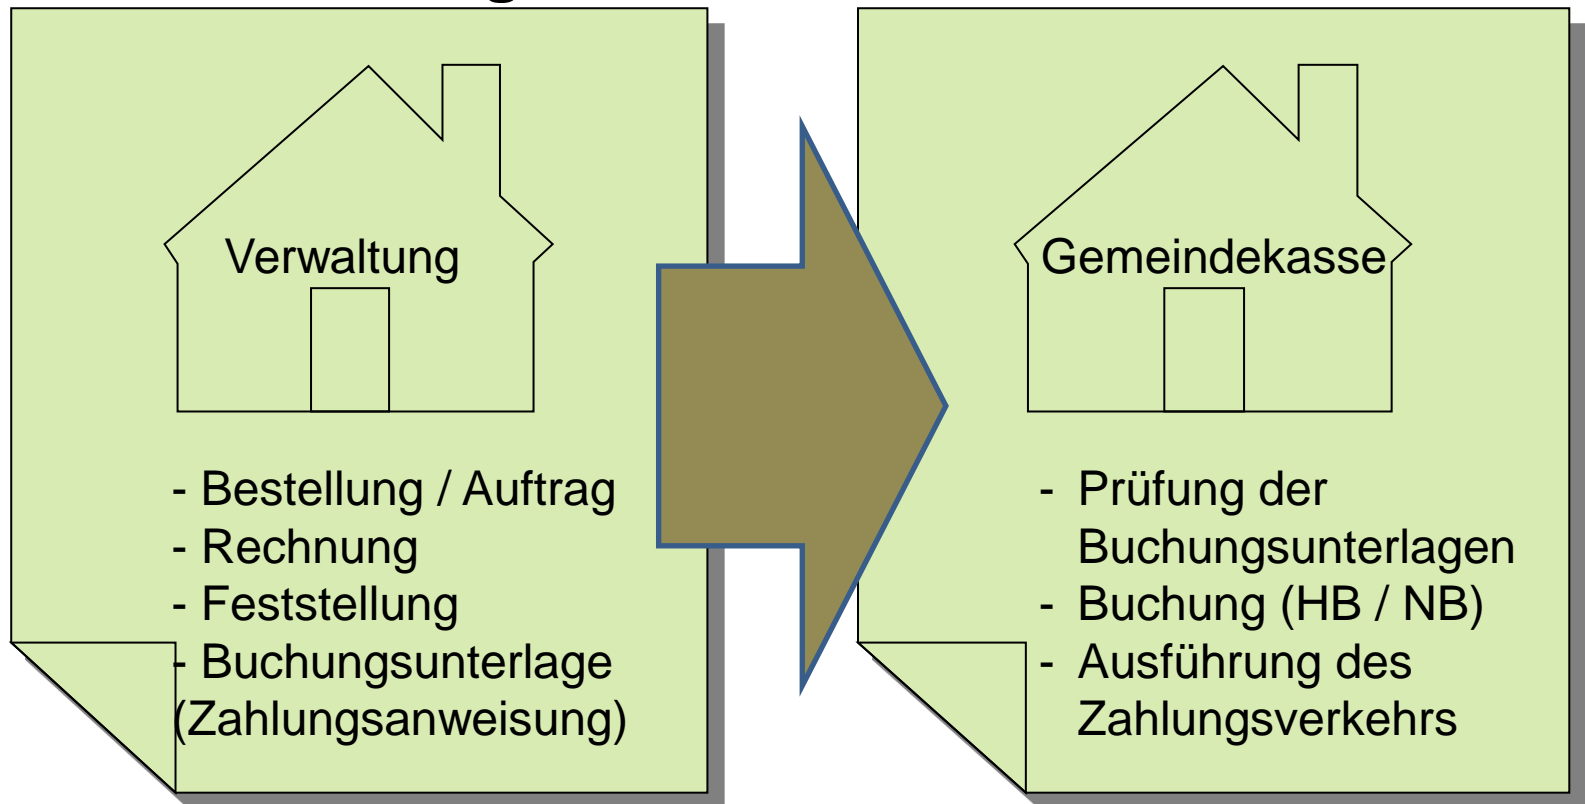 Verwaltung
- Bestellung / Auftrag
- Rechnung
- Feststellung
- Buchungsunterlage
(Zahlungsanweisung)
Gemeindekasse
- Prüfung der
Buchungsunterlagen
- Buchung (HB / NB)
- Ausführung des
Zahlungsverkehrs